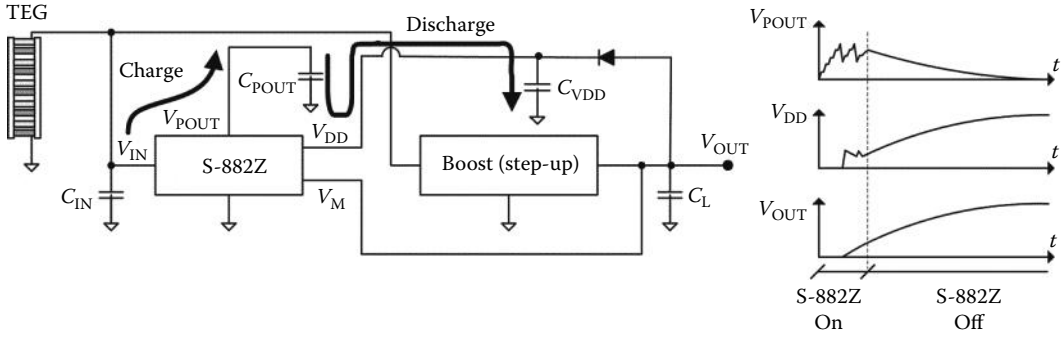 TEG
Charge
Discharge
C_POUT
C_VDD
V_POUT
V_DD
V_IN
V_OUT
S-882Z
Boost (step-up)
C_IN
V_M
C_L
V_POUT
t
V_DD
t
V_OUT
t
S-882Z
On
S-882Z
Off